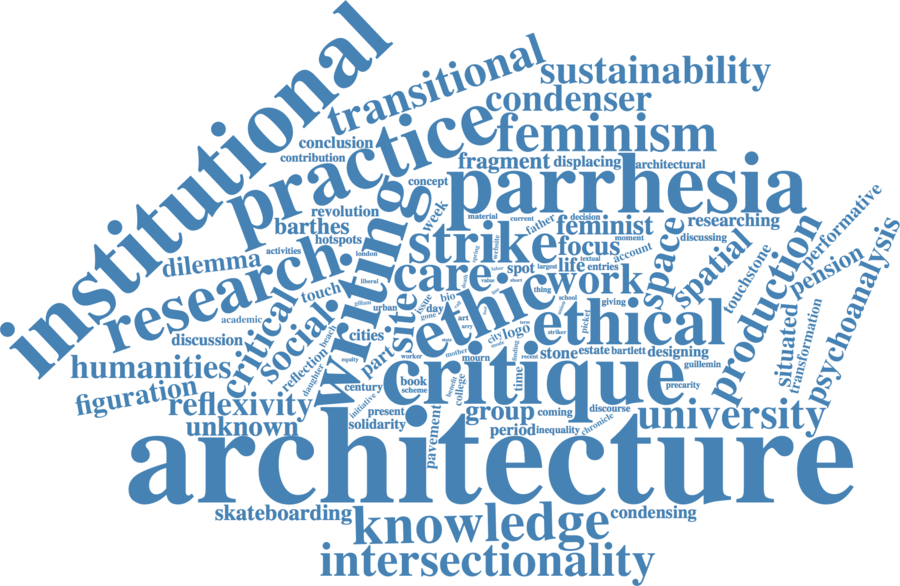 institutional
transitional
sustainability
condenser
practice
feminism
conclusion
contribution
fragment
displacing
architectural
concept
parrhesia
performative
revolution
barthes
hotspots
writing
week
material
current
father
decision
feminist
researching
strike
focus
moment
discussing
dilemma
activities
london
research
care
spot
largest
life
textual
entries
account
space
spatial
touchstone
production
pension
psychoanalysis
touch
liberal
site
issue
bio
day
urban
work
thing
school
giving
academic
critical
social
ethic
ethical
art
city
logo
striker
picket
situated
transformation
discussion
cities
humanities
reflection
beach
daughter
equity
part
worker
mother
mourn
recent
finding
stone
estate
bartlett
designing
guillemin
figuration
reflexivity
century
book
scheme
critique
benefit
college
time
precarity
initiative
unknown
present
solidarity
pavement
group
coming
discourse
university
period
inequality
chronicle
architecture
skateboarding
knowledge
condensing
intersectionality